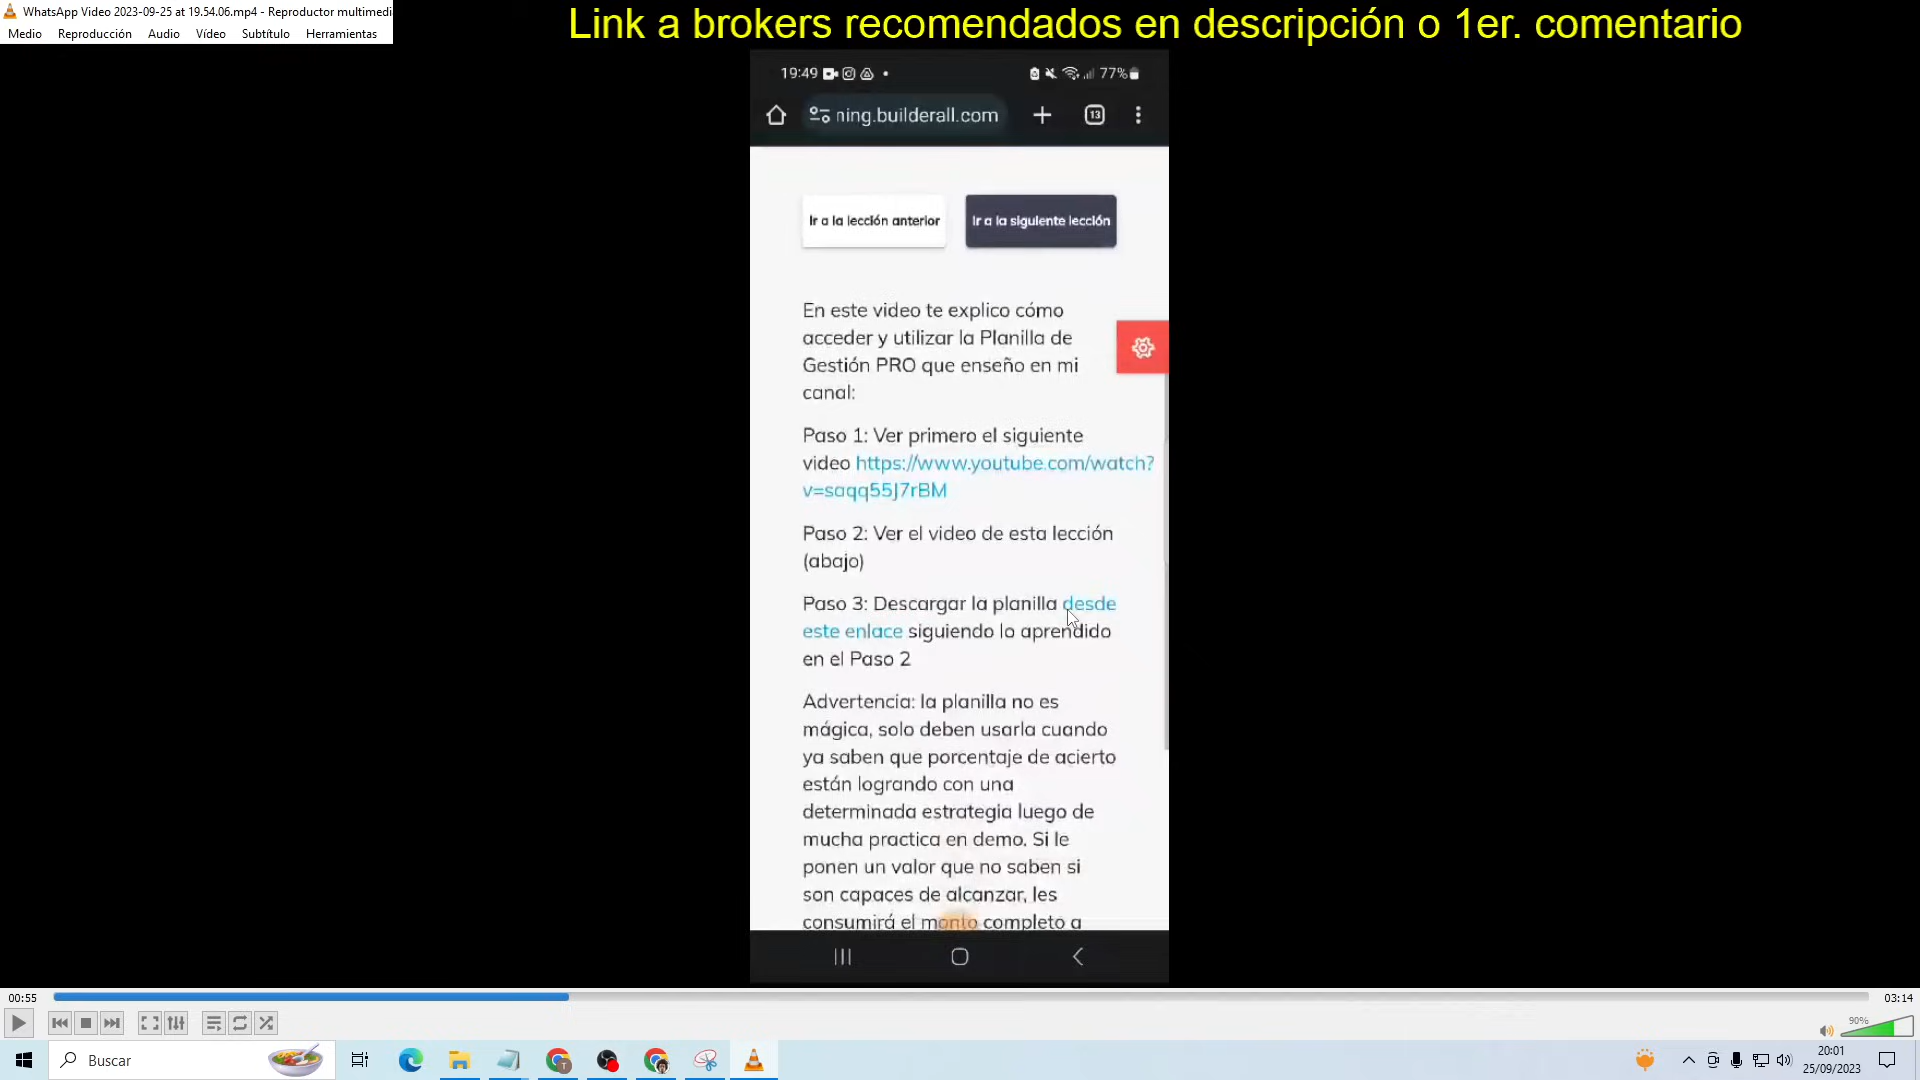 WhatsApp Video 2023-09-25 at 19.54.06.mp4 - Reproductor multimedi
Link a brokers recomendados en descripción o 1er. comentario
Medio Reproducción Audio Vídeo Subtítulo Herramientas
19:49 77%
ning.builderall.com 13
Ir a la lección anterior Ir a la siguiente lección
En este video te explico cómo
acceder y utilizar la Planilla de
Gestión PRO que enseño en mi
canal:
Paso 1: Ver primero el siguiente
video https://www.youtube.com/watch?
v=saqq55J7rBM
Paso 2: Ver el video de esta lección
(abajo)
Paso 3: Descargar la planilla desde
este enlace siguiendo lo aprendido
en el Paso 2
Advertencia: la planilla no es
mágica, solo deben usarla cuando
ya saben que porcentaje de acierto
están logrando con una
determinada estrategia luego de
mucha practica en demo. Si le
ponen un valor que no saben si
son capaces de alcanzar, les
consumirá el monto completo a
00:55 03:14
90%
Buscar
20:01
25/09/2023